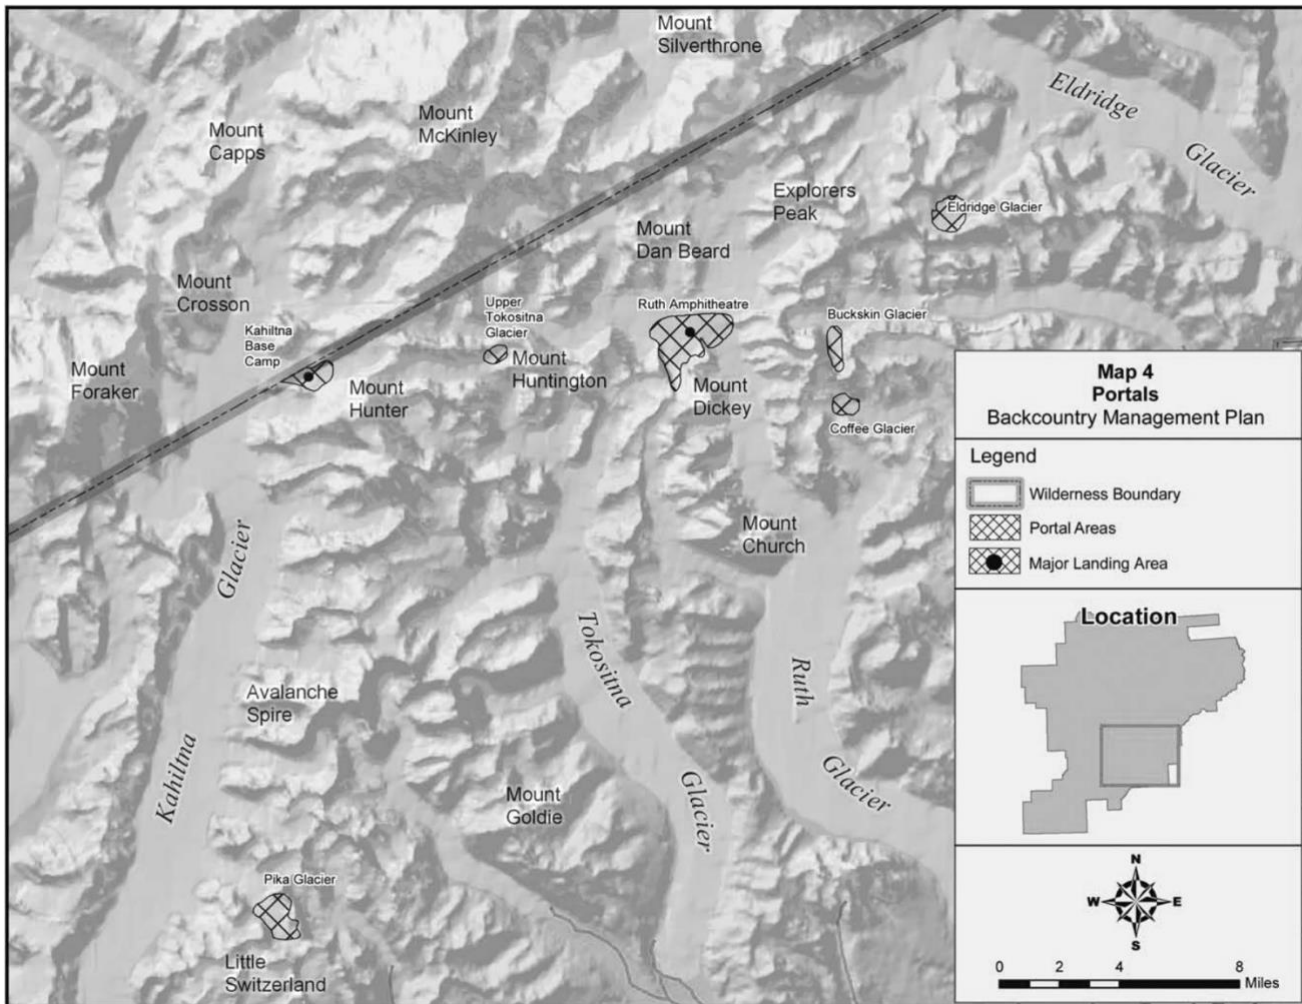 Mount
Silverthrone
Eldridge
Glacier
Mount
McKinley
Mount
Capps
Explorers
Peak
Eldridge Glacier
Mount
Dan Beard
Mount
Crosson
Upper
Tokositna
Glacier
Ruth Amphitheatre
Buckskin Glacier
Kahiltna
Base
Camp
Mount
Foraker
Mount
Hunter
Mount
Huntington
Mount
Dickey
Coffee Glacier
Mount
Church
Kahiltna
Glacier
Avalanche
Spire
Tokositna
Glacier
Ruth
Glacier
Mount
Goldie
Pika Glacier
Little
Switzerland
Map 4
Portals
Backcountry Management Plan
Legend
Wilderness Boundary
Portal Areas
Major Landing Area
Location
N
W E
S
0 2 4 8
Miles